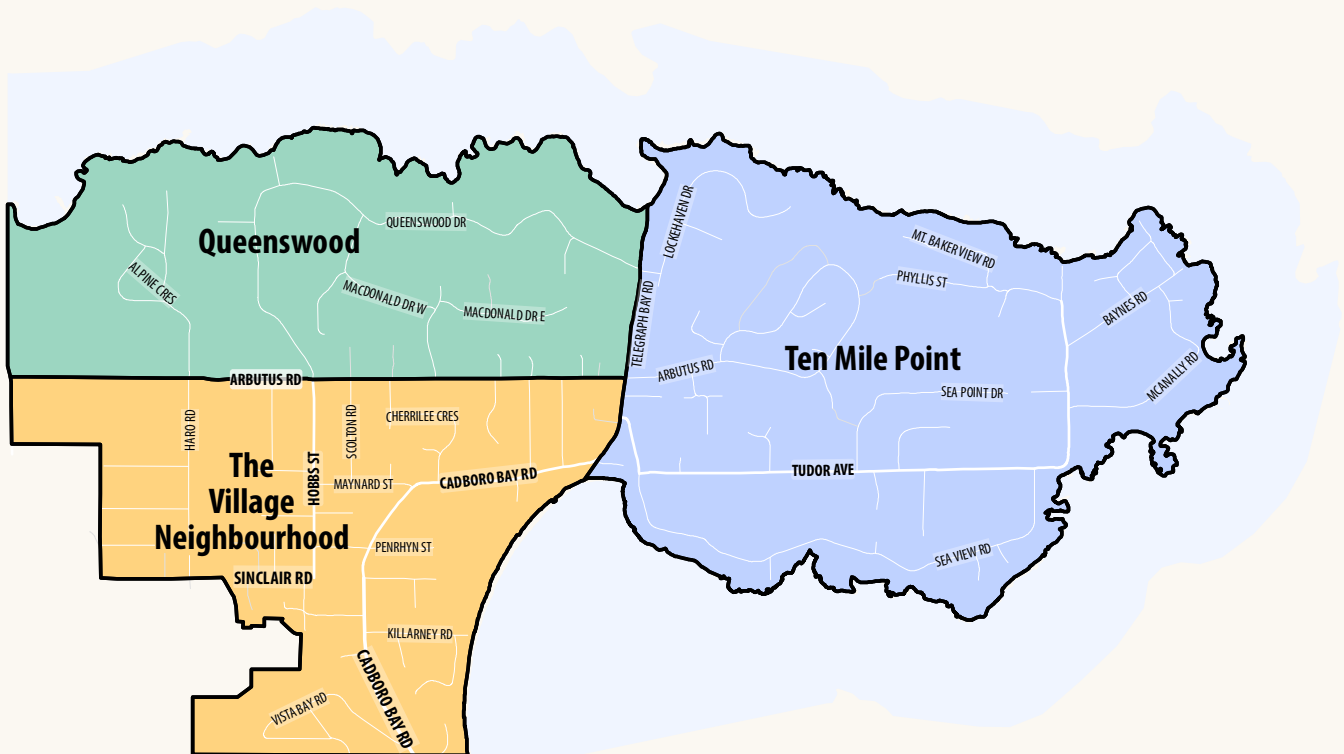 LOCKEHAVEN DR
QUEENSWOOD DR
Queenswood
MT. BAKER VIEW RD
ALPINE CRES
PHYLLIS ST
MACDONALD DR W
MACDONALD DR E
TELEGRAPH BAY RD
BAYNES RD
Ten Mile Point
ARBUTUS RD
ARBUTUS RD
MCANALLY RD
SEA POINT DR
HARO RD
SCOLTON RD
CHERRILEE CRES
The
Village
Neighbourhood
HOBBS ST
MAYNARD ST
CADBORO BAY RD
TUDOR AVE
PENRHYN ST
SEA VIEW RD
SINCLAIR RD
KILLARNEY RD
CADBORO BAY RD
VISTA BAY RD